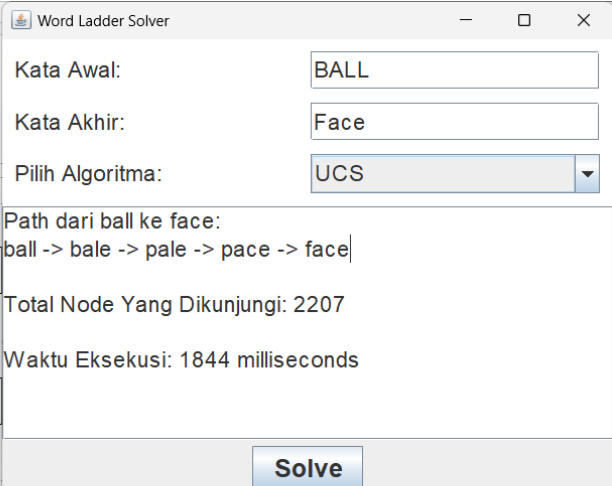 Word Ladder Solver
Kata Awal: BALL
Kata Akhir: Face
Pilih Algoritma: UCS
Path dari ball ke face:
ball -> bale -> pale -> pace -> face
Total Node Yang Dikunjungi: 2207
Waktu Eksekusi: 1844 milliseconds
Solve